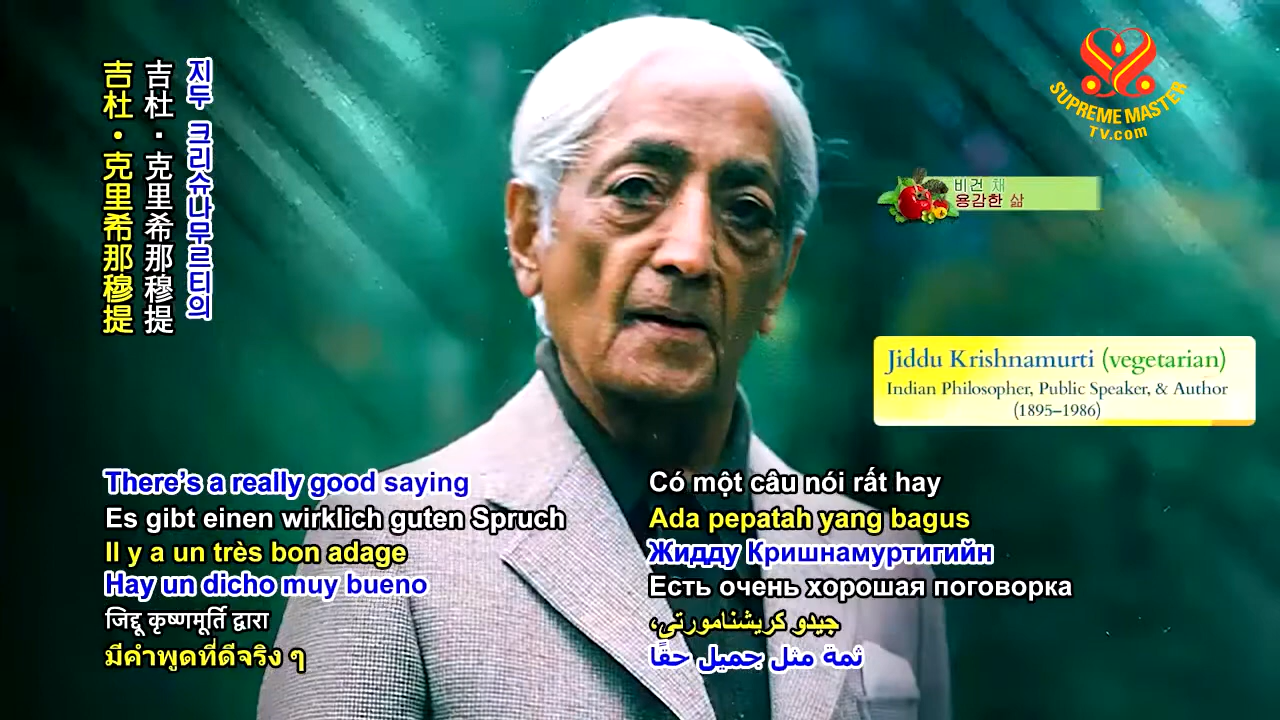 吉杜·克里希那穆提
吉杜·克里希那穆提
지두 크리슈나무르티의
SUPREME MASTER
TV.com
비건 채
용감한 삶
Jiddu Krishnamurti (vegetarian)
Indian Philosopher, Public Speaker, & Author
(1895–1986)
There’s a really good saying
Es gibt einen wirklich guten Spruch
Il y a un très bon adage
Hay un dicho muy bueno
जिद्दू कृष्णमूर्ति द्वारा
มีคำพูดที่ดีจริง ๆ
Có một câu nói rất hay
Ada pepatah yang bagus
Жидду Кришнамуртигийн
Есть очень хорошая поговорка
جیدو کریشنامورتی،
ثمة مثل جميل حقًا